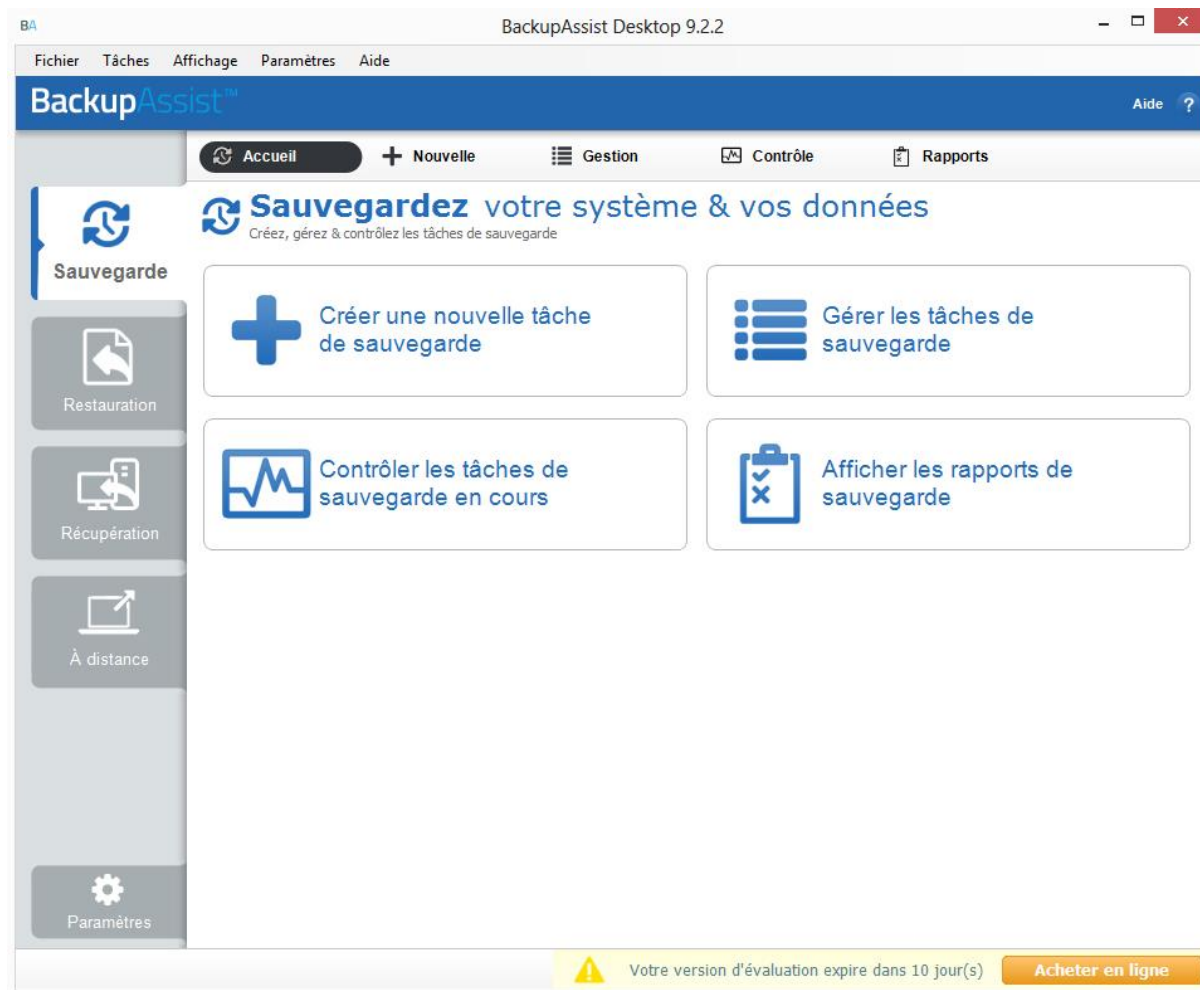 BA
BackupAssist Desktop 9.2.2
Fichier Tâches Affichage Paramètres Aide
BackupAssist™
Aide ?
Accueil Nouvelle Gestion Contrôle Rapports
Sauvegardez votre système & vos données
Créez, gérez & contrôlez les tâches de sauvegarde
Sauvegarde
Restauration
Récupération
À distance
Paramètres
Créer une nouvelle tâche
de sauvegarde
Gérer les tâches de
sauvegarde
Contrôler les tâches de
sauvegarde en cours
Afficher les rapports de
sauvegarde
Votre version d'évaluation expire dans 10 jour(s)
Acheter en ligne